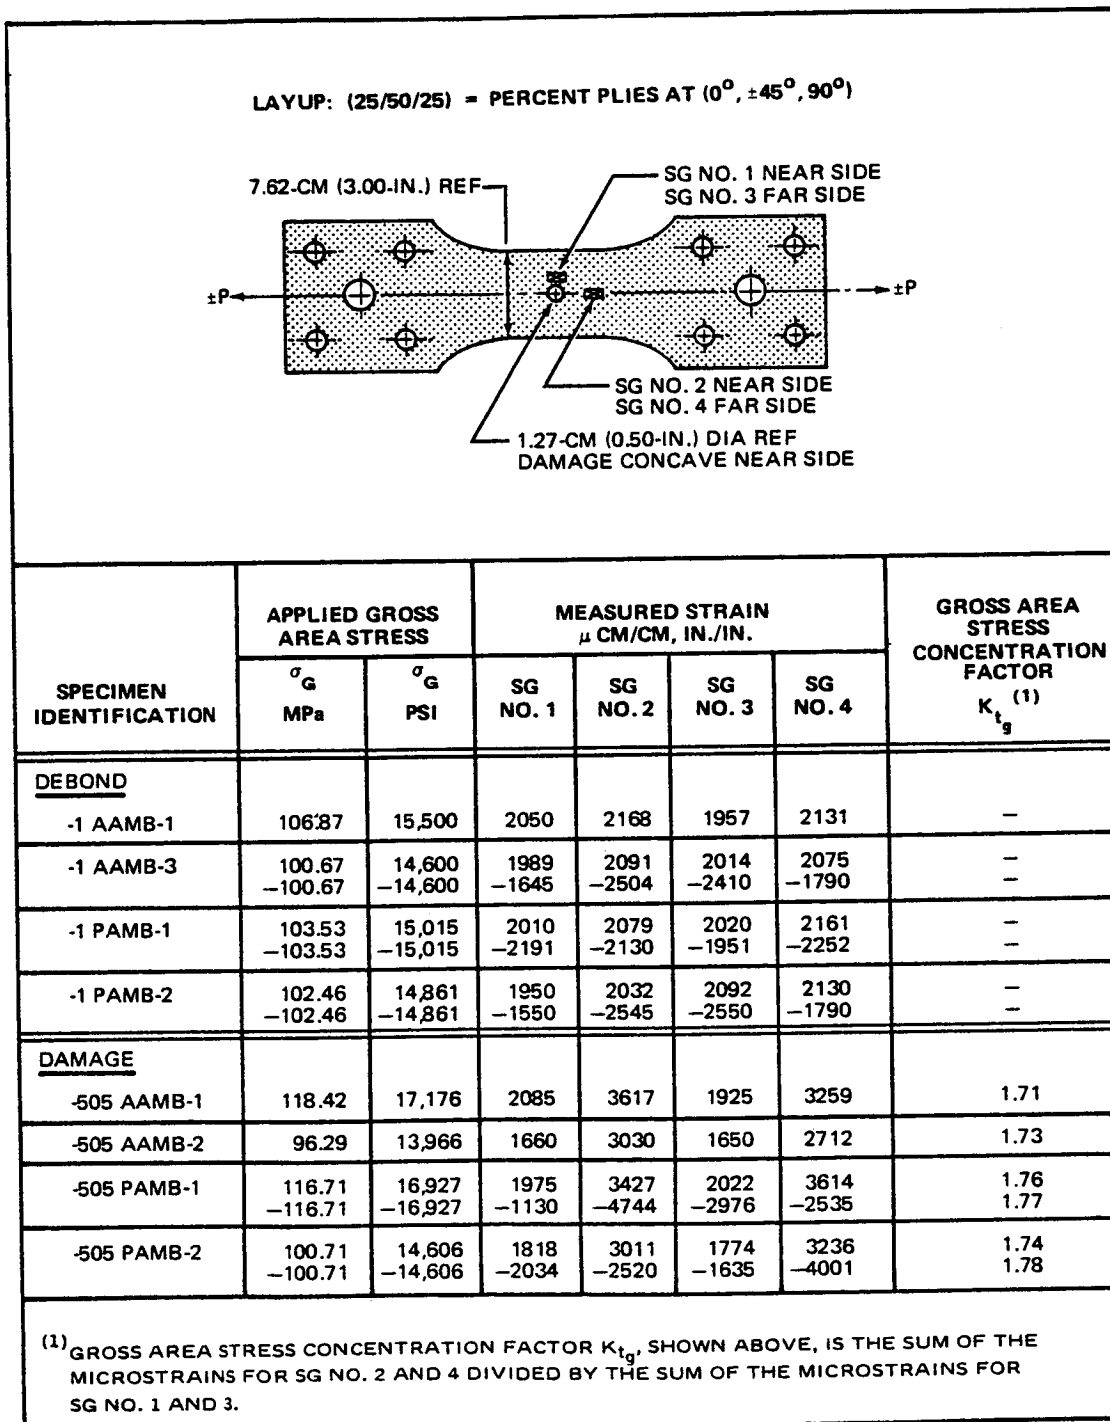 LAYUP: (25/50/25) = PERCENT PLIES AT (0°, ±45°, 90°)
7.62-CM (3.00-IN.) REF
SG NO. 1 NEAR SIDE
SG NO. 3 FAR SIDE
±P
±P
SG NO. 2 NEAR SIDE
SG NO. 4 FAR SIDE
1.27-CM (0.50-IN.) DIA REF
DAMAGE CONCAVE NEAR SIDE
SPECIMEN IDENTIFICATION
APPLIED GROSS AREA STRESS
MEASURED STRAIN
μ CM/CM, IN./IN.
GROSS AREA STRESS CONCENTRATION FACTOR K_tg (1)
σG MPa σG PSI SG NO. 1 SG NO. 2 SG NO. 3 SG NO. 4
DEBOND
-1 AAMB-1 106.87 15,500 2050 2168 1957 2131 –
-1 AAMB-3 100.67 14,600 1989 2091 2014 2075 –
–100.67 –14,600 –1645 –2504 –2410 –1790 –
-1 PAMB-1 103.53 15,015 2010 2079 2020 2161 –
–103.53 –15,015 –2191 –2130 –1951 –2252 –
-1 PAMB-2 102.46 14,861 1950 2032 2092 2130 –
–102.46 –14,861 –1550 –2545 –2550 –1790 –
DAMAGE
-505 AAMB-1 118.42 17,176 2085 3617 1925 3259 1.71
-505 AAMB-2 96.29 13,966 1660 3030 1650 2712 1.73
-505 PAMB-1 116.71 16,927 1975 3427 2022 3614 1.76
–116.71 –16,927 –1130 –4744 –2976 –2535 1.77
-505 PAMB-2 100.71 14,606 1818 3011 1774 3236 1.74
–100.71 –14,606 –2034 –2520 –1635 –4001 1.78
(1) GROSS AREA STRESS CONCENTRATION FACTOR K_tg, SHOWN ABOVE, IS THE SUM OF THE
MICROSTRAINS FOR SG NO. 2 AND 4 DIVIDED BY THE SUM OF THE MICROSTRAINS FOR
SG NO. 1 AND 3.